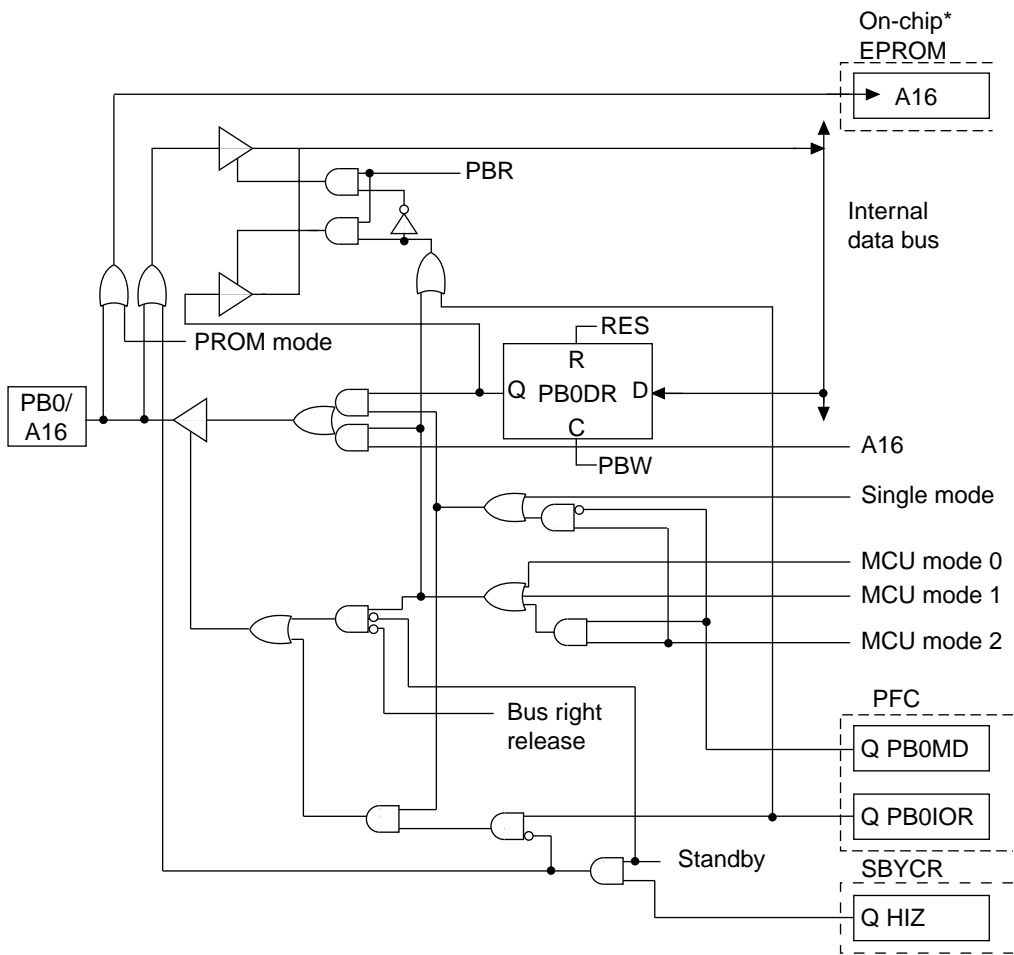 On-chip*
EPROM
A16
PBR
Internal
data bus
RES
PROM mode
R
Q PB0DR D
C
PB0/
A16
PBW
A16
Single mode
MCU mode 0
MCU mode 1
MCU mode 2
Bus right
release
PFC
Q PB0MD
Q PB0IOR
Standby
SBYCR
Q HIZ